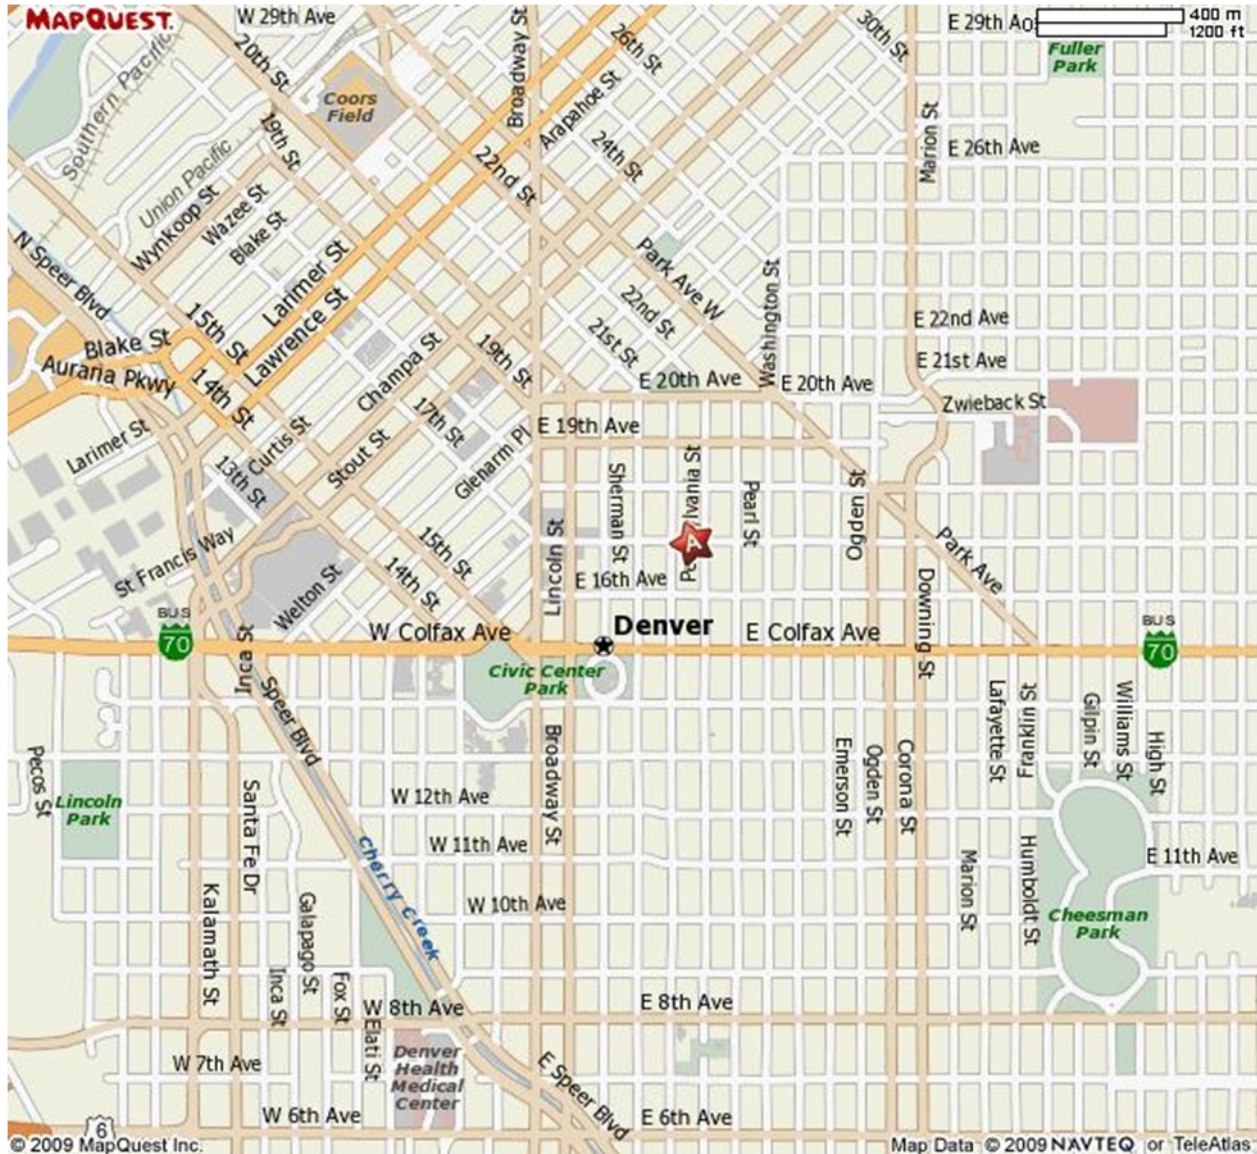 MAPQUEST.
W 29th Ave
Broadway St
26th St
30th St
E 29th
400 m
1200 ft
20th St
Fuller
Park
Southern Pacific
Coors
Field
Arapahoe St
Marion St
19th St
24th St
E 26th Ave
Union Pacific
22nd St
Wynkoop St
Wazee St
Blake St
N Speer Blvd
Larimer St
Park Ave W
Washington St
22nd St
15th St
Lawrence St
21st St
E 22nd Ave
Blake St
19th St
E 21st Ave
Auraria Pkwy
14th St
Champa St
E 20th Ave
E 20th Ave
Zwieback St
17th St
E 19th Ave
Larimer St
Curtis St
Stout St
Glenarm Pl
13th St
Sherman St
lvania St
Pearl St
Ogden St
A
St Francis Way
15th St
Lincoln St
Park Ave
14th St
E 16th Ave
Welton St
Downing St
BUS
70
Inca St
W Colfax Ave
Denver
E Colfax Ave
BUS
70
Civic Center
Park
Speer Blvd
Lafayette St
Franklin St
Gilpin St
Williams St
High St
Pecos St
Broadway St
Emerson St
Ogden St
Corona St
Lincoln
Park
Santa Fe Dr
W 12th Ave
Cherry Creek
W 11th Ave
Marion St
Humboldt St
E 11th Ave
Kalamath St
Galapago St
W 10th Ave
Cheesman
Park
Inca St
Fox St
W 8th Ave
E 8th Ave
Elati St
W 7th Ave
Denver
Health
Medical
Center
E Speer Blvd
W 6th Ave
E 6th Ave
6
© 2009 MapQuest Inc.
Map Data © 2009 NAVTEQ or TeleAtlas